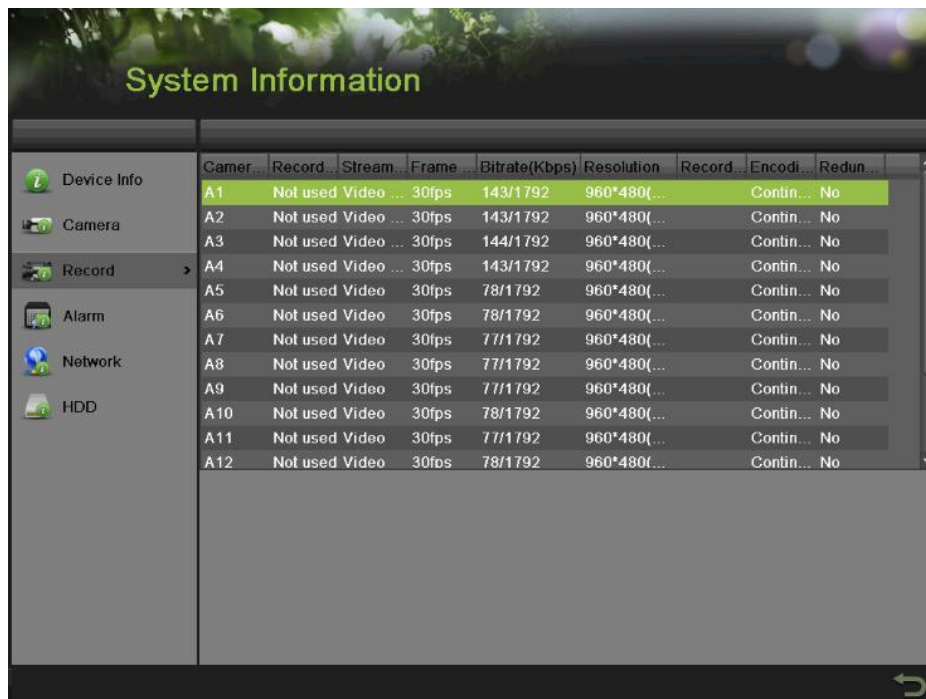 System Information
Device Info
Camera
Record
Alarm
Network
HDD
Camer... Record... Stream... Frame ... Bitrate(Kbps) Resolution Record... Encodi... Redun...
A1 Not used Video ... 30fps 143/1792 960*480(... Contin... No
A2 Not used Video ... 30fps 143/1792 960*480(... Contin... No
A3 Not used Video ... 30fps 144/1792 960*480(... Contin... No
A4 Not used Video ... 30fps 143/1792 960*480(... Contin... No
A5 Not used Video 30fps 78/1792 960*480(... Contin... No
A6 Not used Video 30fps 78/1792 960*480(... Contin... No
A7 Not used Video 30fps 77/1792 960*480(... Contin... No
A8 Not used Video 30fps 77/1792 960*480(... Contin... No
A9 Not used Video 30fps 77/1792 960*480(... Contin... No
A10 Not used Video 30fps 78/1792 960*480(... Contin... No
A11 Not used Video 30fps 77/1792 960*480(... Contin... No
A12 Not used Video 30fps 78/1792 960*480(... Contin... No